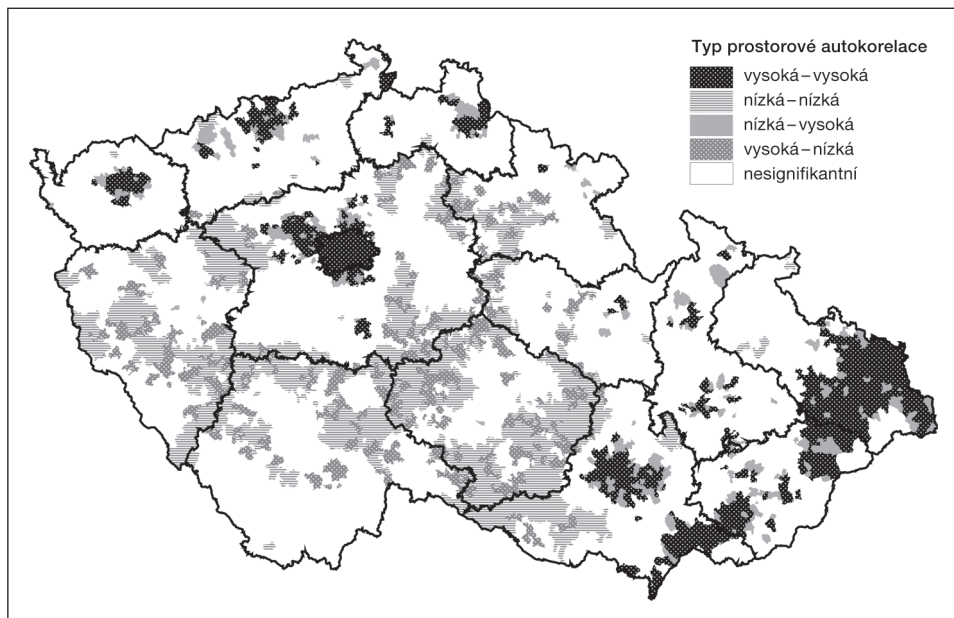 Typ prostorové autokorelace
vysoká–vysoká
nízká–nízká
nízká–vysoká
vysoká–nízká
nesignifikantní